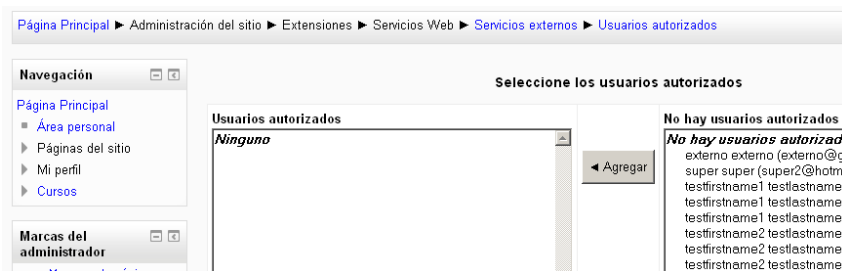 Página Principal ► Administración del sitio ► Extensiones ► Servicios Web ► Servicios externos ► Usuarios autorizados
Navegación
Página Principal
Área personal
Páginas del sitio
Mi perfil
Cursos
Marcas del
administrador
Seleccione los usuarios autorizados
Usuarios autorizados
Ninguno
◄ Agregar
No hay usuarios autorizados
No hay usuarios autorizad
externo externo (externo@g
super super (super2@hotm
testfirstname1 testlastname
testfirstname1 testlastname
testfirstname1 testlastname
testfirstname2 testlastname
testfirstname2 testlastname
testfirstname2 testlastname